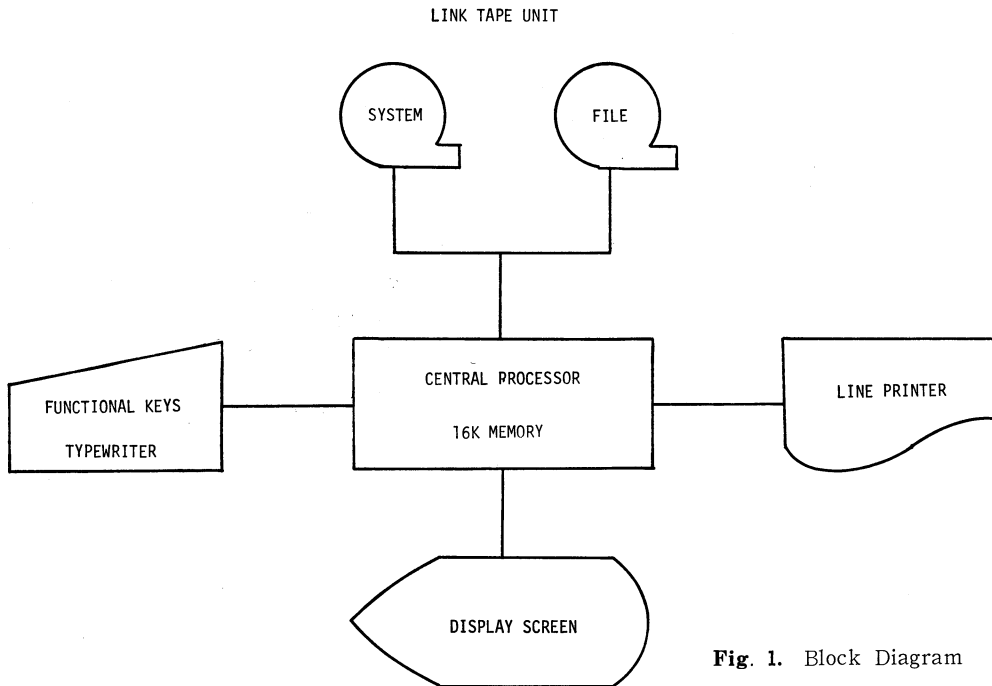 LINK TAPE UNIT
SYSTEM
FILE
FUNCTIONAL KEYS
TYPEWRITER
CENTRAL PROCESSOR
16K MEMORY
LINE PRINTER
DISPLAY SCREEN
Fig. 1. Block Diagram